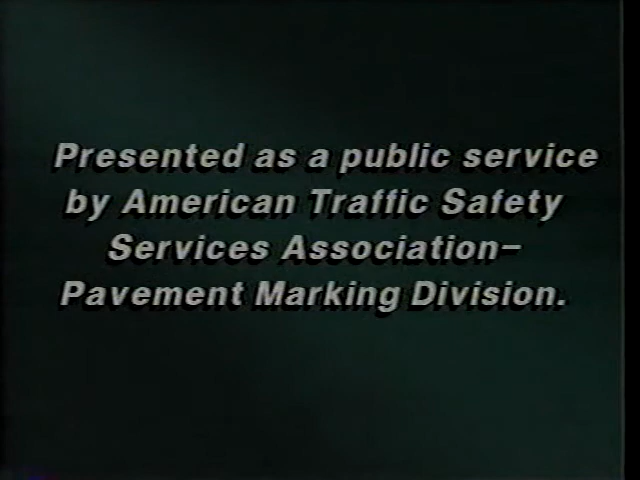 Presented as a public service
by American Traffic Safety
Services Association-
Pavement Marking Division.